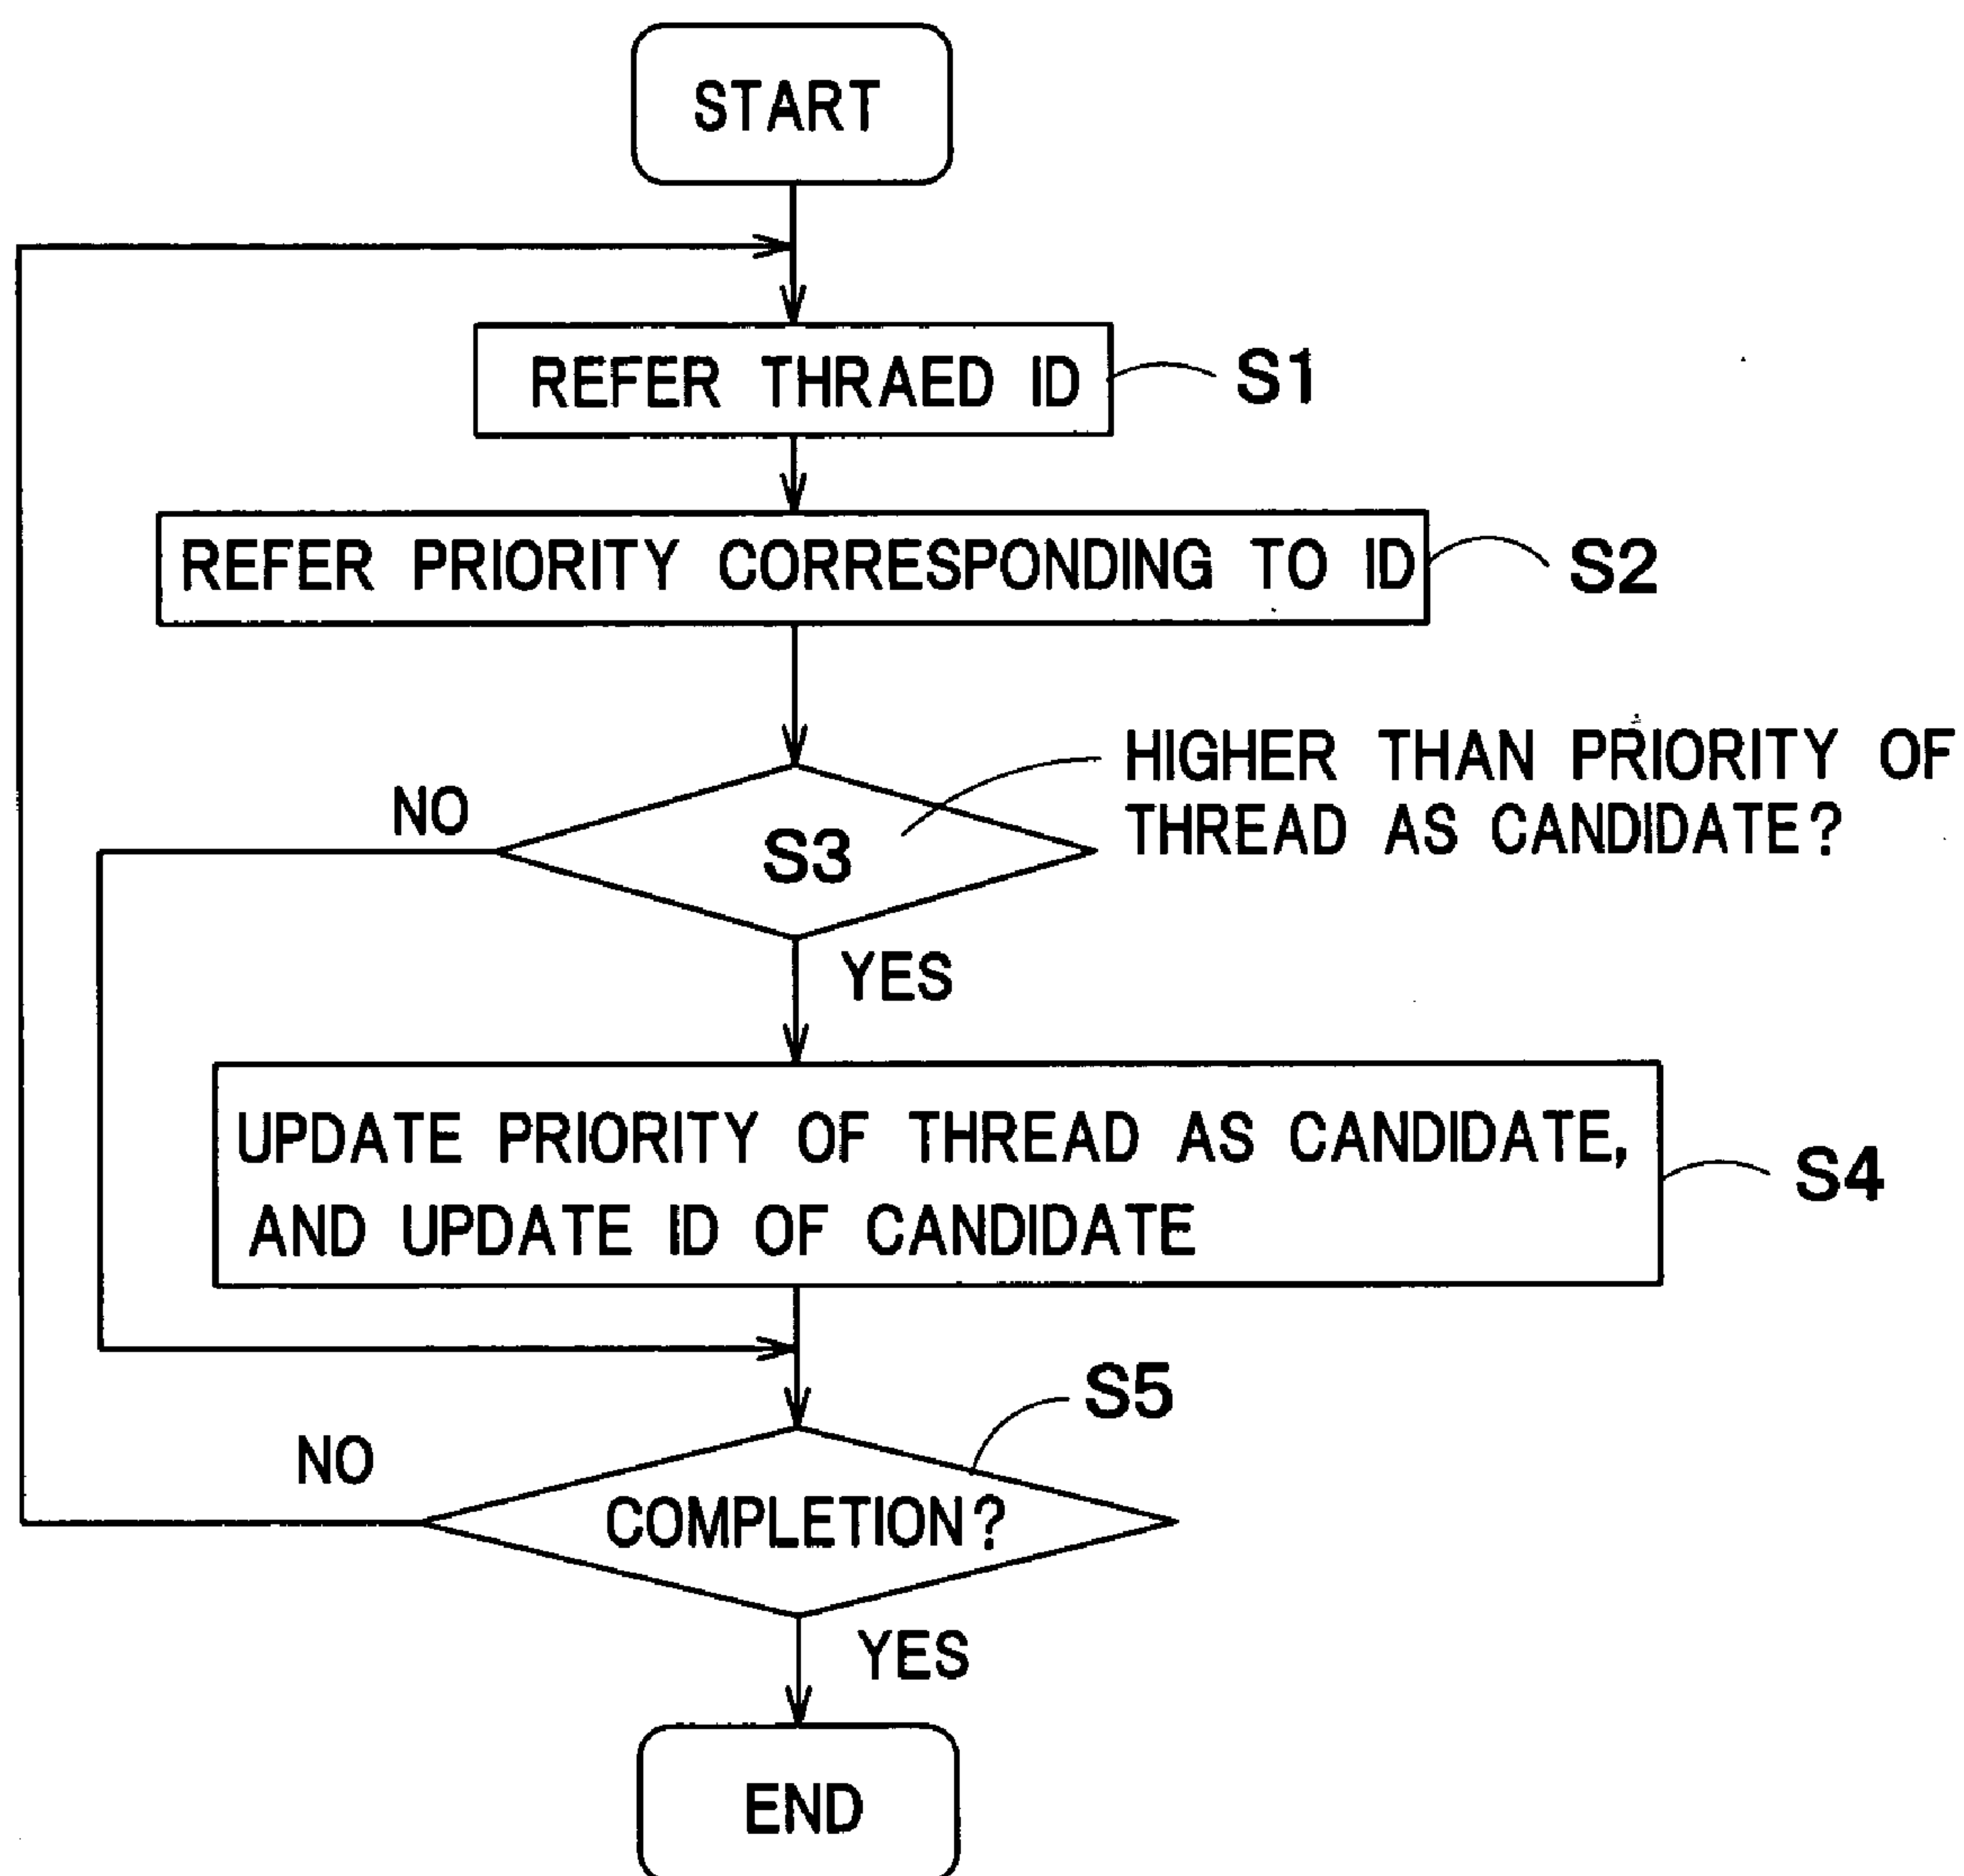 START
REFER THRAED ID
S1
REFER PRIORITY CORRESPONDING TO ID
S2
HIGHER THAN PRIORITY OF
THREAD AS CANDIDATE?
NO
S3
YES
UPDATE PRIORITY OF THREAD AS CANDIDATE,
AND UPDATE ID OF CANDIDATE
S4
S5
NO
COMPLETION?
YES
END